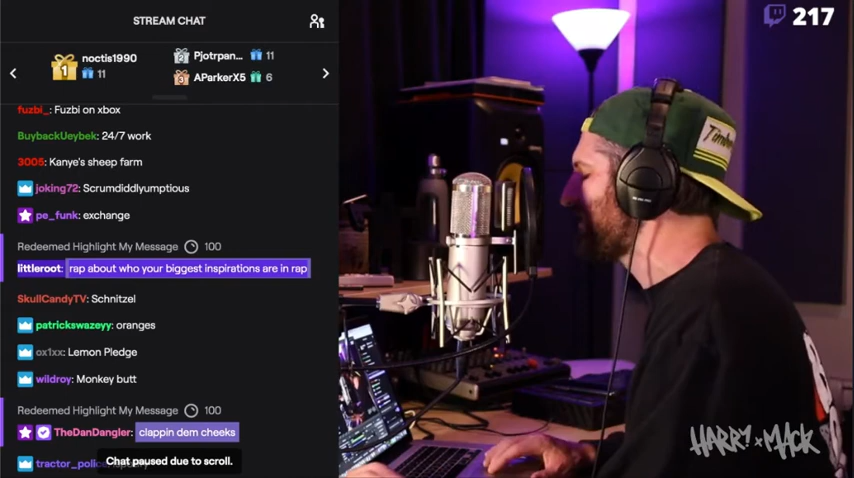 STREAM CHAT
217
1 noctis1990
11
2 Pjotrpan... 11
3 AParkerX5 6
fuzbi_: Fuzbi on xbox
BuybackUeybek: 24/7 work
3005: Kanye's sheep farm
joking72: Scrumdiddlyumptious
pe_funk: exchange
Redeemed Highlight My Message 100
littleroot: rap about who your biggest inspirations are in rap
SkullCandyTV: Schnitzel
patrickswazeyy: oranges
ox1xx: Lemon Pledge
wildroy: Monkey butt
Redeemed Highlight My Message 100
TheDanDangler: clappin dem cheeks
Chat paused due to scroll.
HARRY x MACK